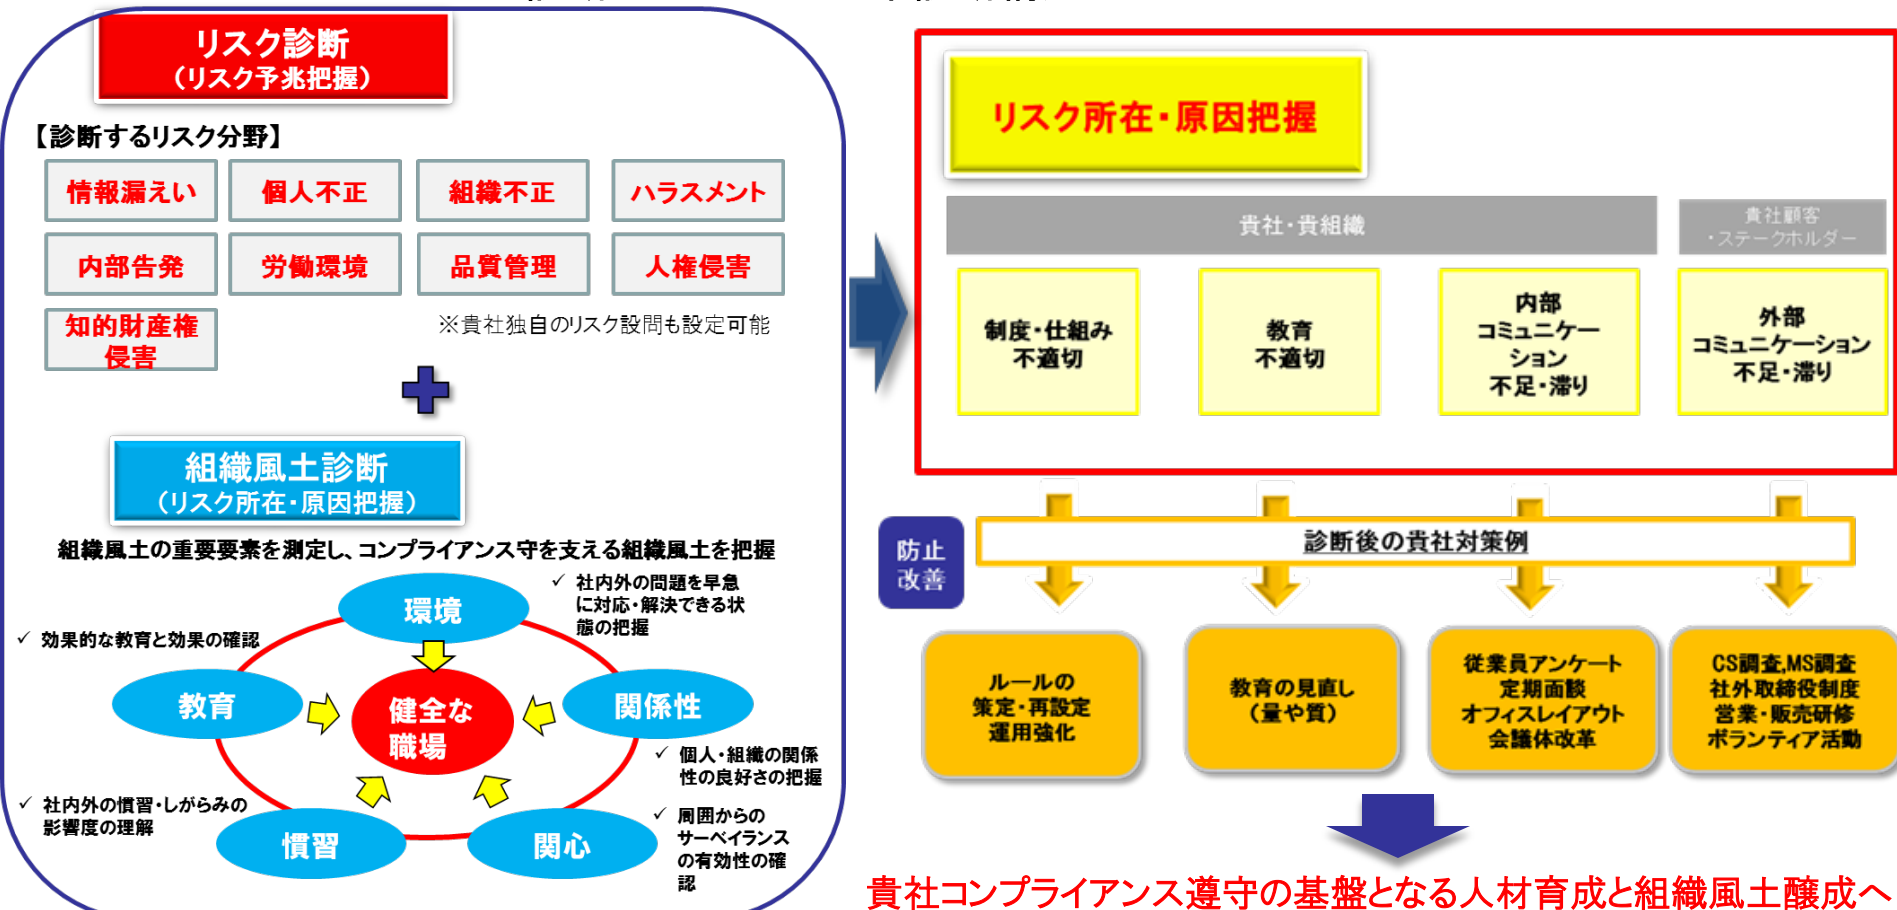 リスク診断
（リスク予兆把握）
【診断するリスク分野】
情報漏えい
個人不正
組織不正
ハラスメント
内部告発
労働環境
品質管理
人権侵害
知的財産権
侵害
※貴社独自のリスク設問も設定可能
組織風土診断
（リスク所在・原因把握）
組織風土の重要要素を測定し、コンプライアンス守を支える組織風土を把握
環境
✓ 社内外の問題を早急
に対応・解決できる状
態の把握
✓ 効果的な教育と効果の確認
教育
健全な
職場
関係性
✓ 個人・組織の関係
性の良好さの把握
✓ 社内外の慣習・しがらみの
影響度の理解
慣習
関心
✓ 周囲からの
サーベイランス
の有効性の確
認
リスク所在・原因把握
貴社・貴組織
貴社顧客
・ステークホルダー
制度・仕組み
不適切
教育
不適切
内部
コミュニケー
ション
不足・滞り
外部
コミュニケーション
不足・滞り
防止
改善
診断後の貴社対策例
ルールの
策定・再設定
運用強化
教育の見直し
（量や質）
従業員アンケート
定期面談
オフィスレイアウト
会議体改革
CS調査,MS調査
社外取締役制度
営業・販売研修
ボランティア活動
貴社コンプライアンス遵守の基盤となる人材育成と組織風土醸成へ